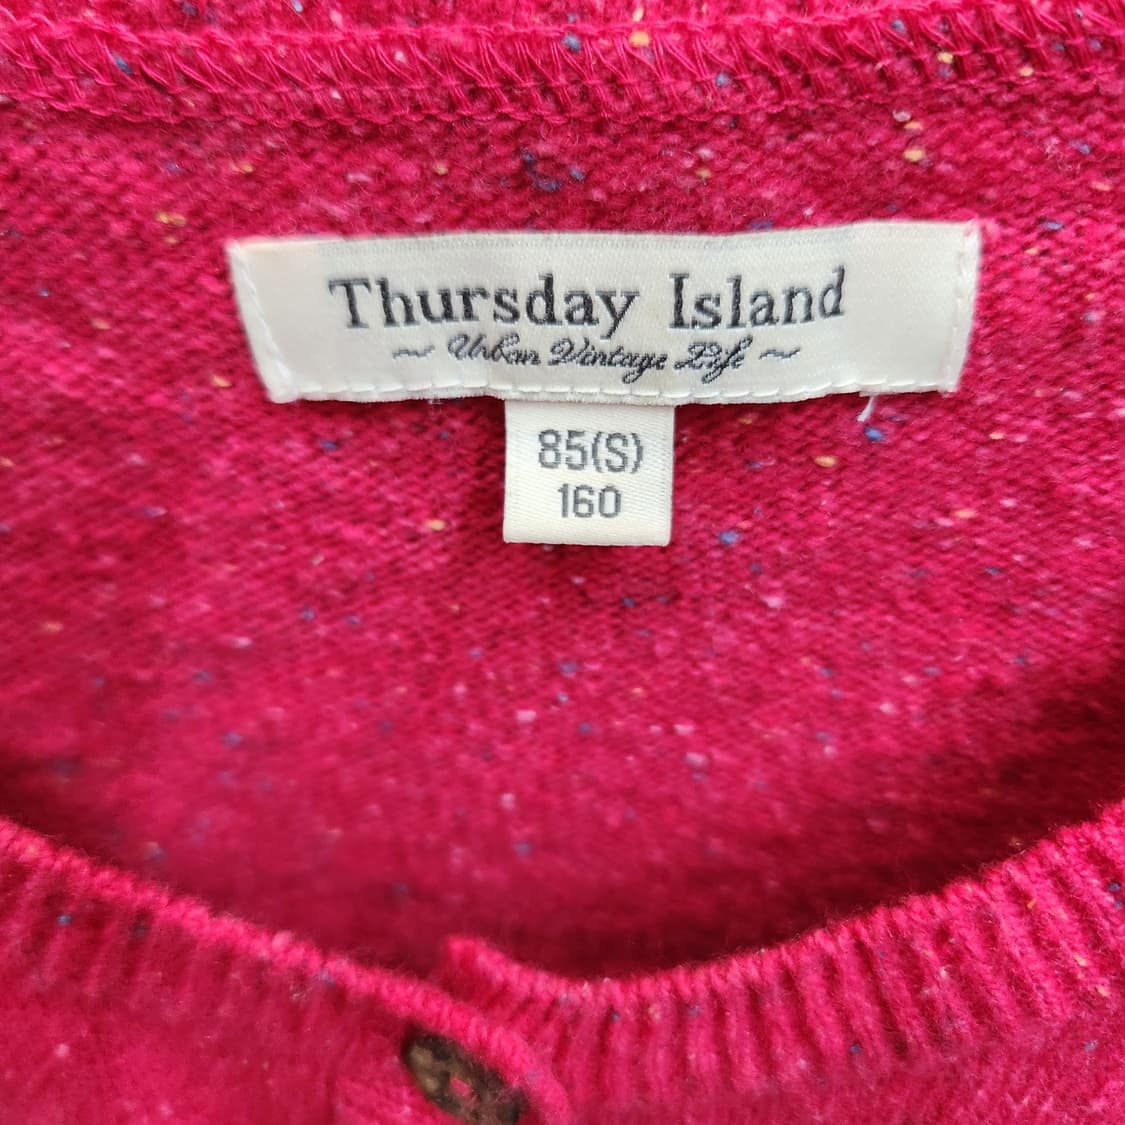 Thursday Island
~ Urban Vintage Life ~
85(S)
160